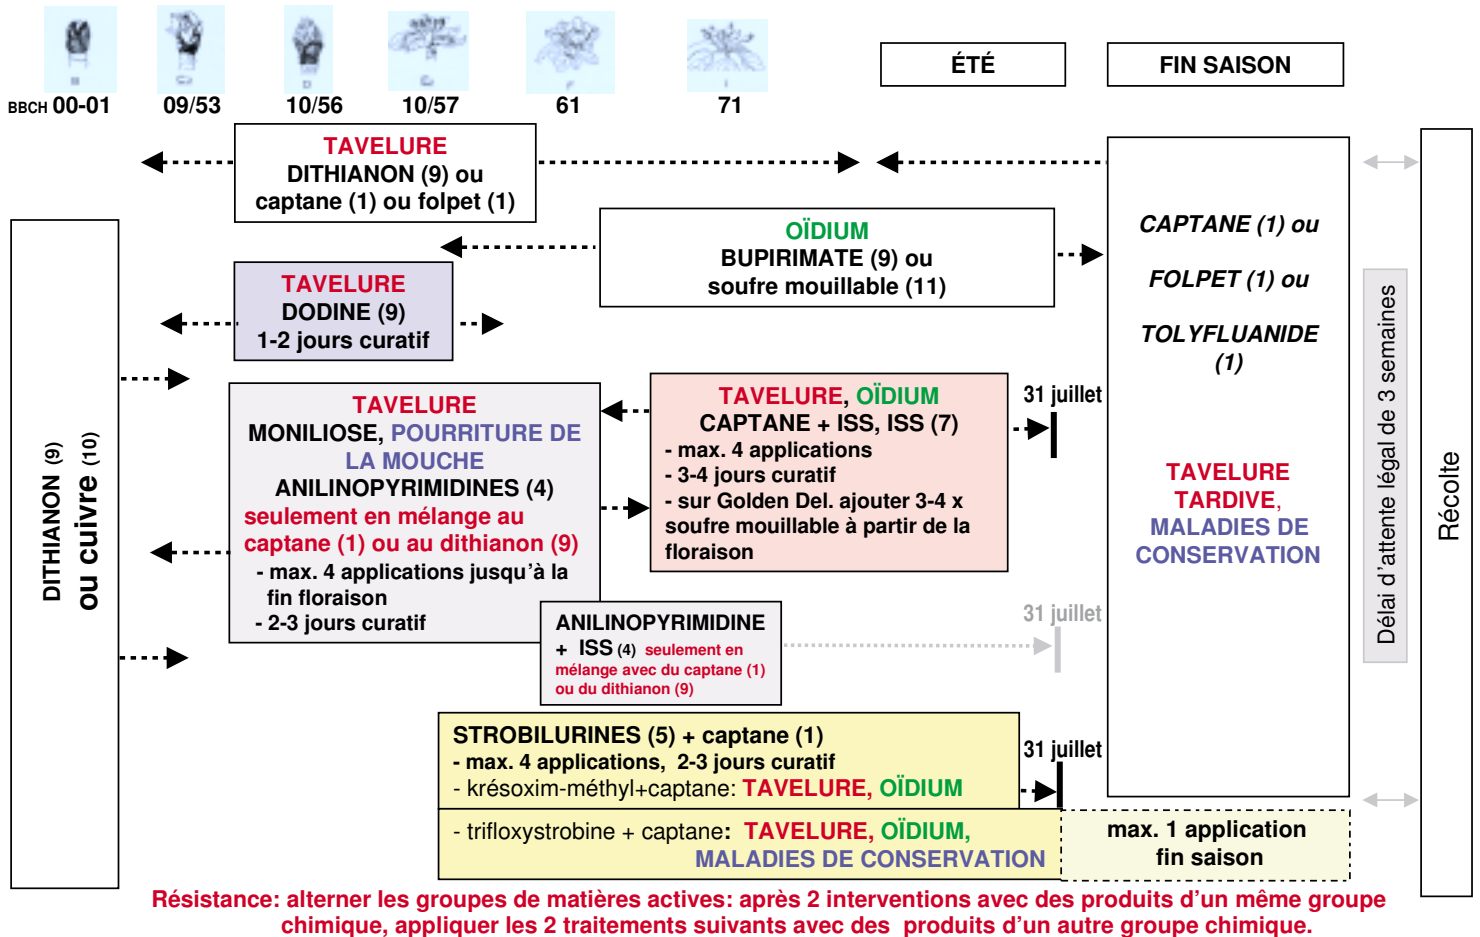 BBCH 00-01
09/53
10/56
10/57
61
71
ÉTÉ
FIN SAISON
TAVELURE
DITHIANON (9) ou
captane (1) ou folpet (1)
OÏDIUM
BUPIRIMATE (9) ou
soufre mouillable (11)
TAVELURE
DODINE (9)
1-2 jours curatif
DITHIANON (9)
ou cuivre (10)
TAVELURE
MONILIOSE, POURRITURE DE
LA MOUCHE
ANILINOPYRIMIDINES (4)
seulement en mélange au
captane (1) ou au dithianon (9)
- max. 4 applications jusqu'à la
fin floraison
- 2-3 jours curatif
TAVELURE, OÏDIUM
CAPTANE + ISS, ISS (7)
- max. 4 applications
- 3-4 jours curatif
- sur Golden Del. ajouter 3-4 x
soufre mouillable à partir de la
floraison
31 juillet
ANILINOPYRIMIDINE
+ ISS (4) seulement en
mélange avec du captane (1)
ou du dithianon (9)
31 juillet
STROBILURINES (5) + captane (1)
- max. 4 applications, 2-3 jours curatif
- krésoxim-méthyl+captane: TAVELURE, OÏDIUM
31 juillet
- trifloxystrobine + captane: TAVELURE, OÏDIUM,
MALADIES DE CONSERVATION
max. 1 application
fin saison
CAPTANE (1) ou
FOLPET (1) ou
TOLYFLUANIDE
(1)
TAVELURE
TARDIVE,
MALADIES DE
CONSERVATION
Délai d'attente légal de 3 semaines
Récolte
Résistance: alterner les groupes de matières actives: après 2 interventions avec des produits d'un même groupe
chimique, appliquer les 2 traitements suivants avec des produits d'un autre groupe chimique.